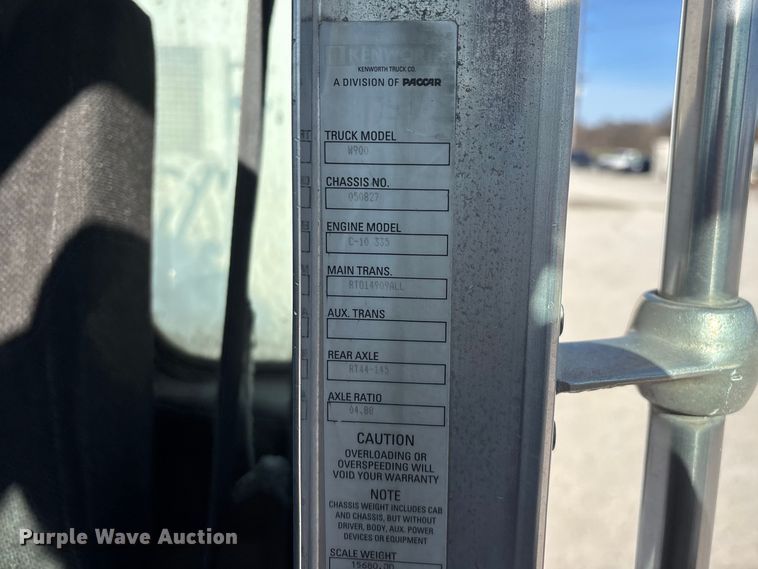 KENWORTH
KENWORTH TRUCK CO.
A DIVISION OF PACCAR
TRUCK MODEL
W900
CHASSIS NO.
050827
ENGINE MODEL
C-10 335
MAIN TRANS.
RTO14909ALL
AUX. TRANS
REAR AXLE
RT44-145
AXLE RATIO
04.80
CAUTION
OVERLOADING OR
OVERSPEEDING WILL
VOID YOUR WARRANTY
NOTE
CHASSIS WEIGHT INCLUDES CAB
AND CHASSIS, BUT WITHOUT
DRIVER, BODY, AUX. POWER
DEVICES OR EQUIPMENT
SCALE WEIGHT
15680.00
Purple Wave Auction